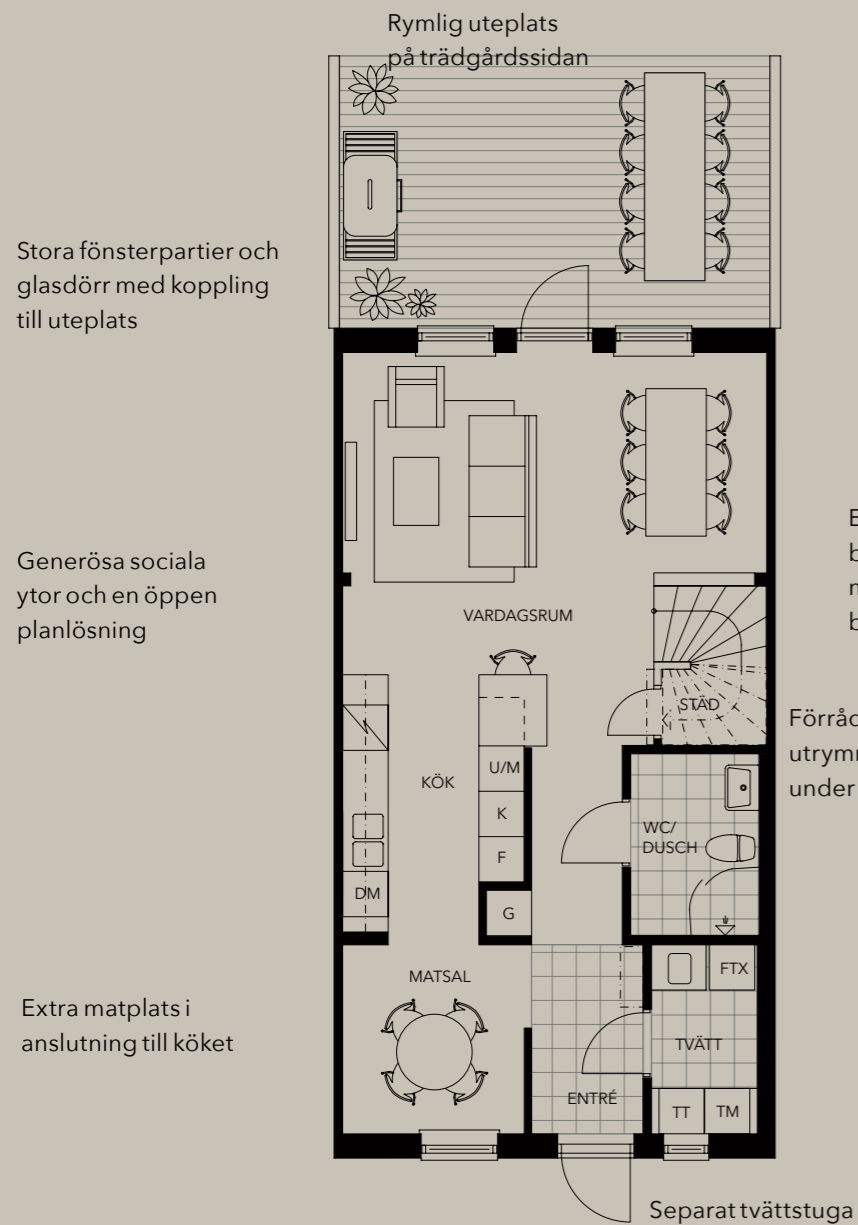 Rymlig uteplats
på trädgårdssidan
Stora fönsterpartier och
glasdörr med koppling
till uteplats
Generösa sociala
ytor och en öppen
planlösning
VARDAGSRUM
STÄD
Förråd
under
KÖK
U/M
K
F
G
DM
WC/
DUSCH
MATSAL
FTX
Extra matplats i
anslutning till köket
TVÄTT
ENTRÉ
TT
TM
Separat tvättstuga